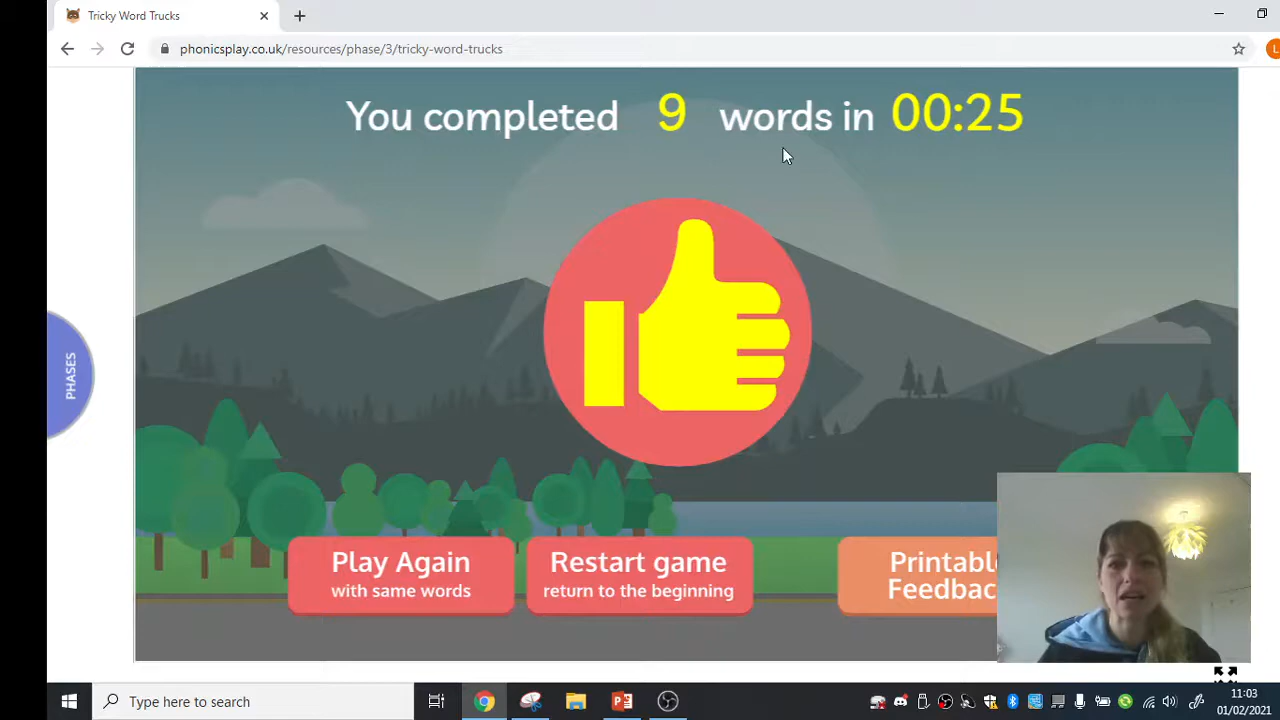 Tricky Word Trucks
phonicsplay.co.uk/resources/phase/3/tricky-word-trucks
L
You completed 9 words in 00:25
PHASES
Play Again
with same words
Restart game
return to the beginning
Printabl
Feedbac
Type here to search
11:03
01/02/2021